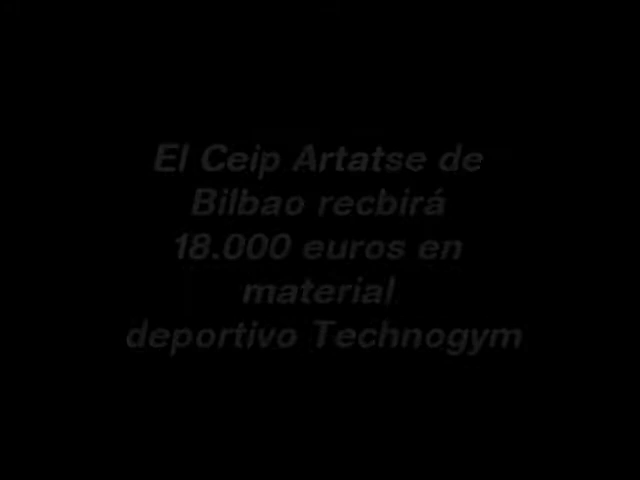 El Ceip Artatse de
Bilbao recbirá
18.000 euros en
material
deportivo Technogym